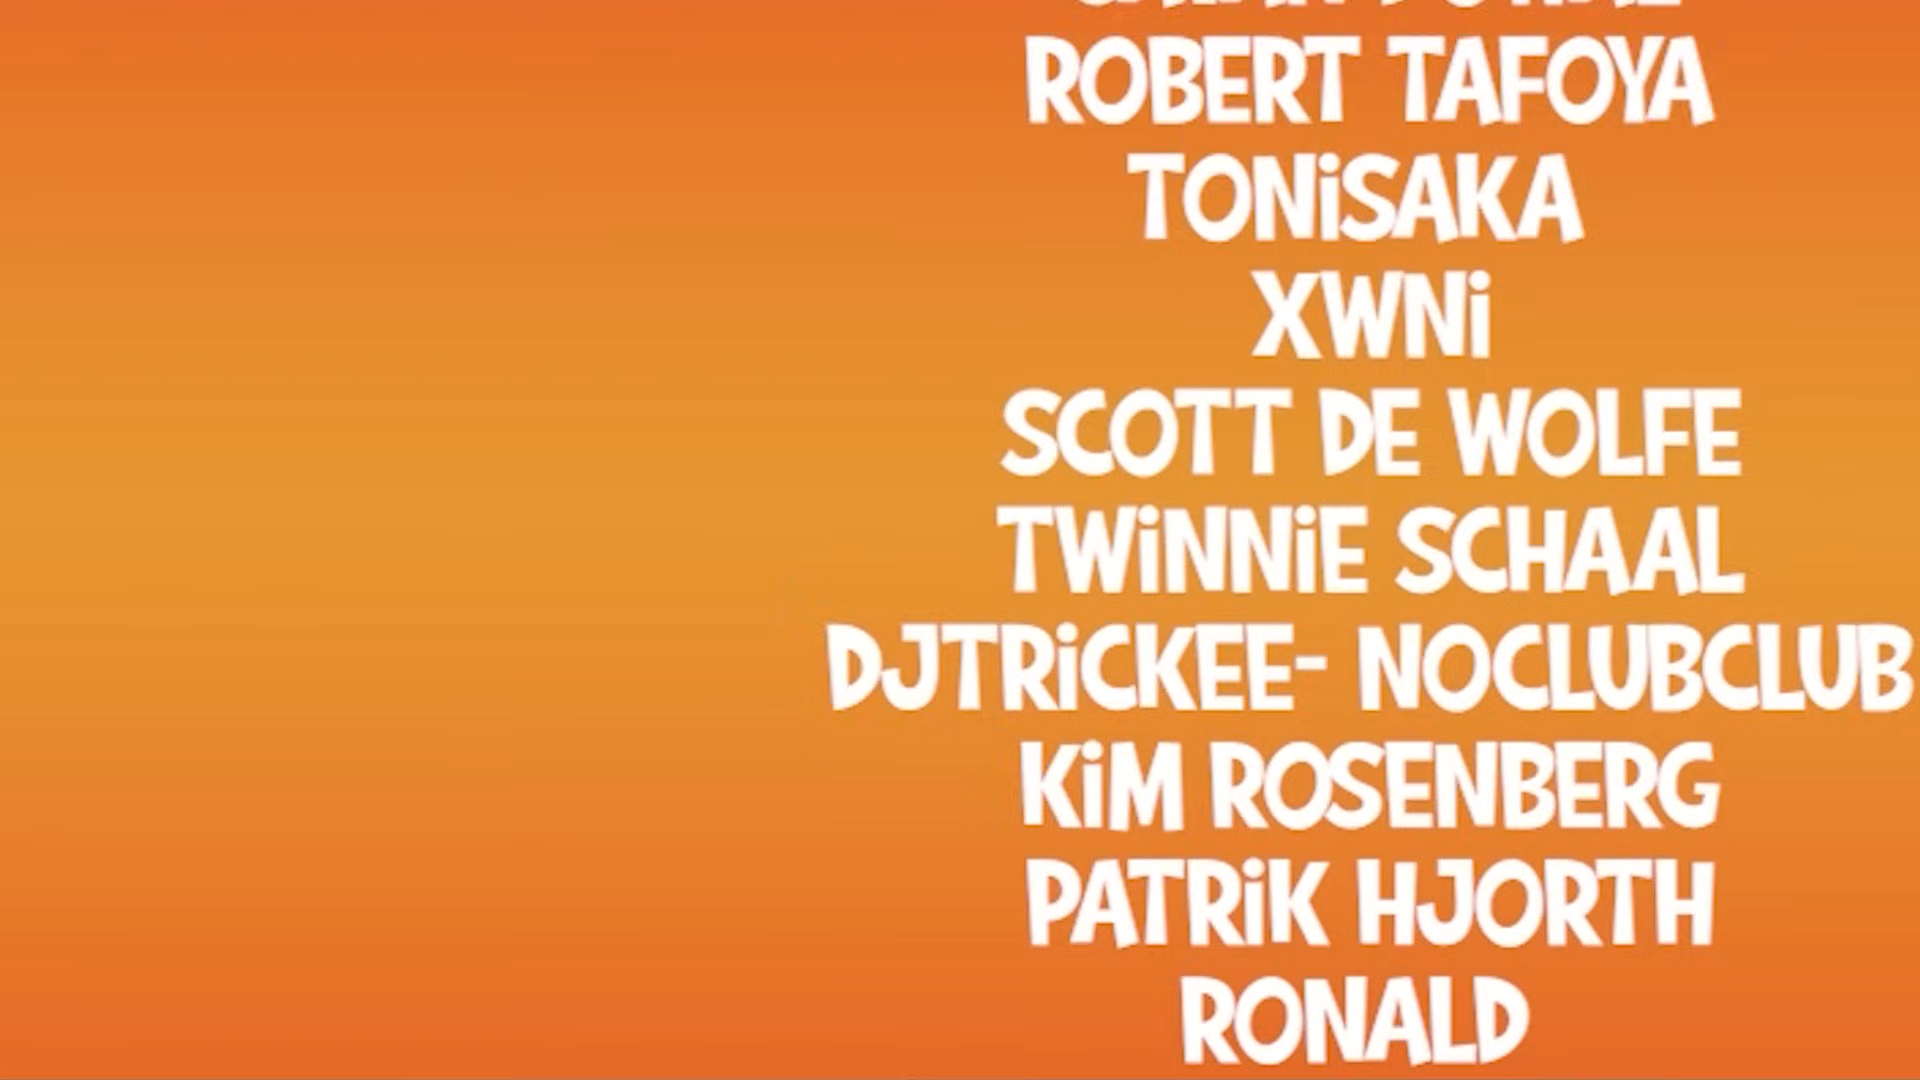 ROBERT TAFOYA
TONiSAKA
XWNi
SCOTT DE WOLFE
TWiNNiE SCHAAL
DJTRiCKEE- NOCLUBCLUB
KiM ROSENBERG
PATRiK HJORTH
RONALD